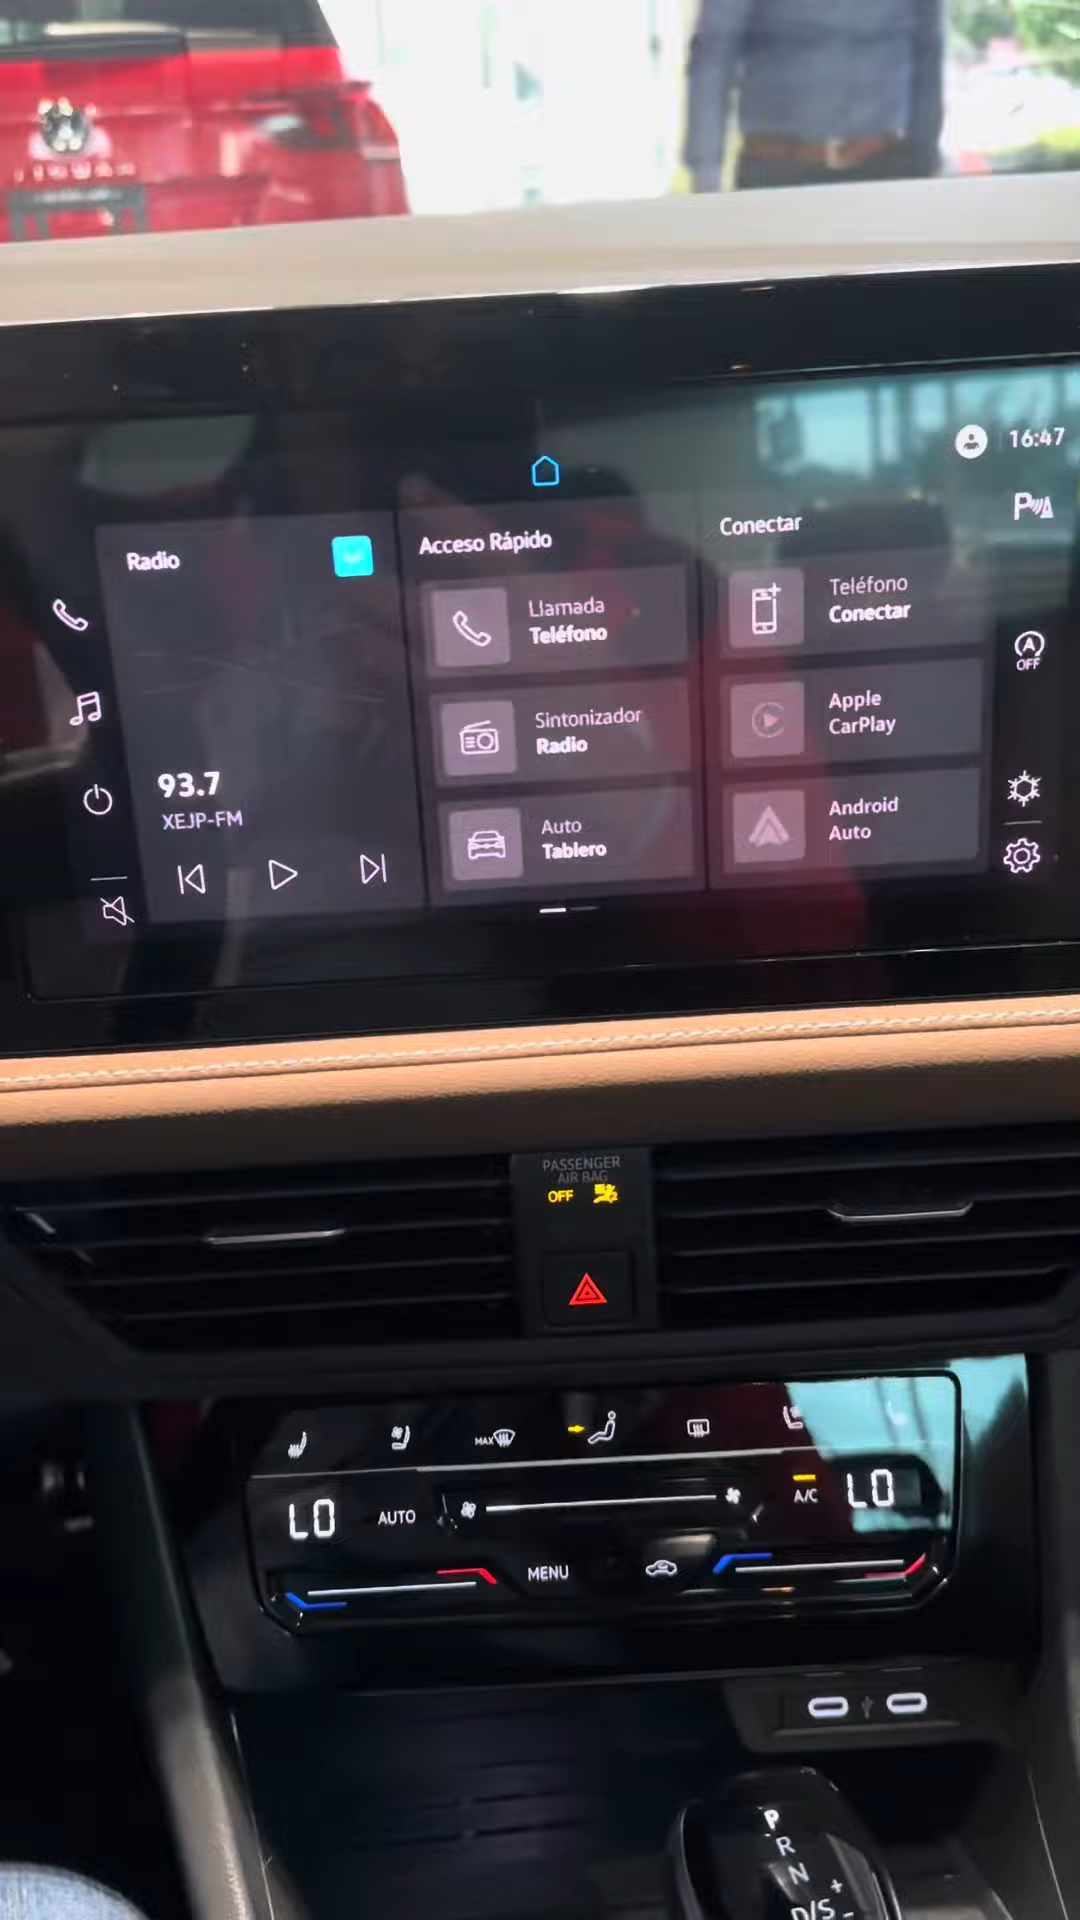 TIGUAN
16:47
Radio
93.7
XEJP-FM
Acceso Rápido
Llamada
Teléfono
Sintonizador
Radio
Auto
Tablero
Conectar
Teléfono
Conectar
Apple
CarPlay
Android
Auto
P
A
OFF
PASSENGER
AIR BAG
OFF
MAX
LO
AUTO
A/C
LO
MENU
P
R
N
D/S
+
-